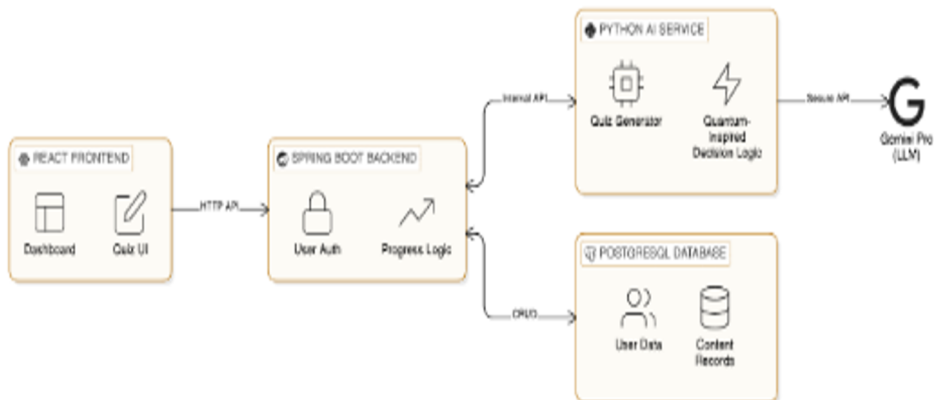 REACT FRONTEND
Dashboard
Quiz UI
HTTP API
SPRING BOOT BACKEND
User Auth
Progress Logic
Internal API
CRUD
PYTHON AI SERVICE
Quiz Generator
Quantum-
Inspired
Decision Logic
Secure API
G
Gemini Pro
(LLM)
POSTGRESQL DATABASE
User Data
Content
Records